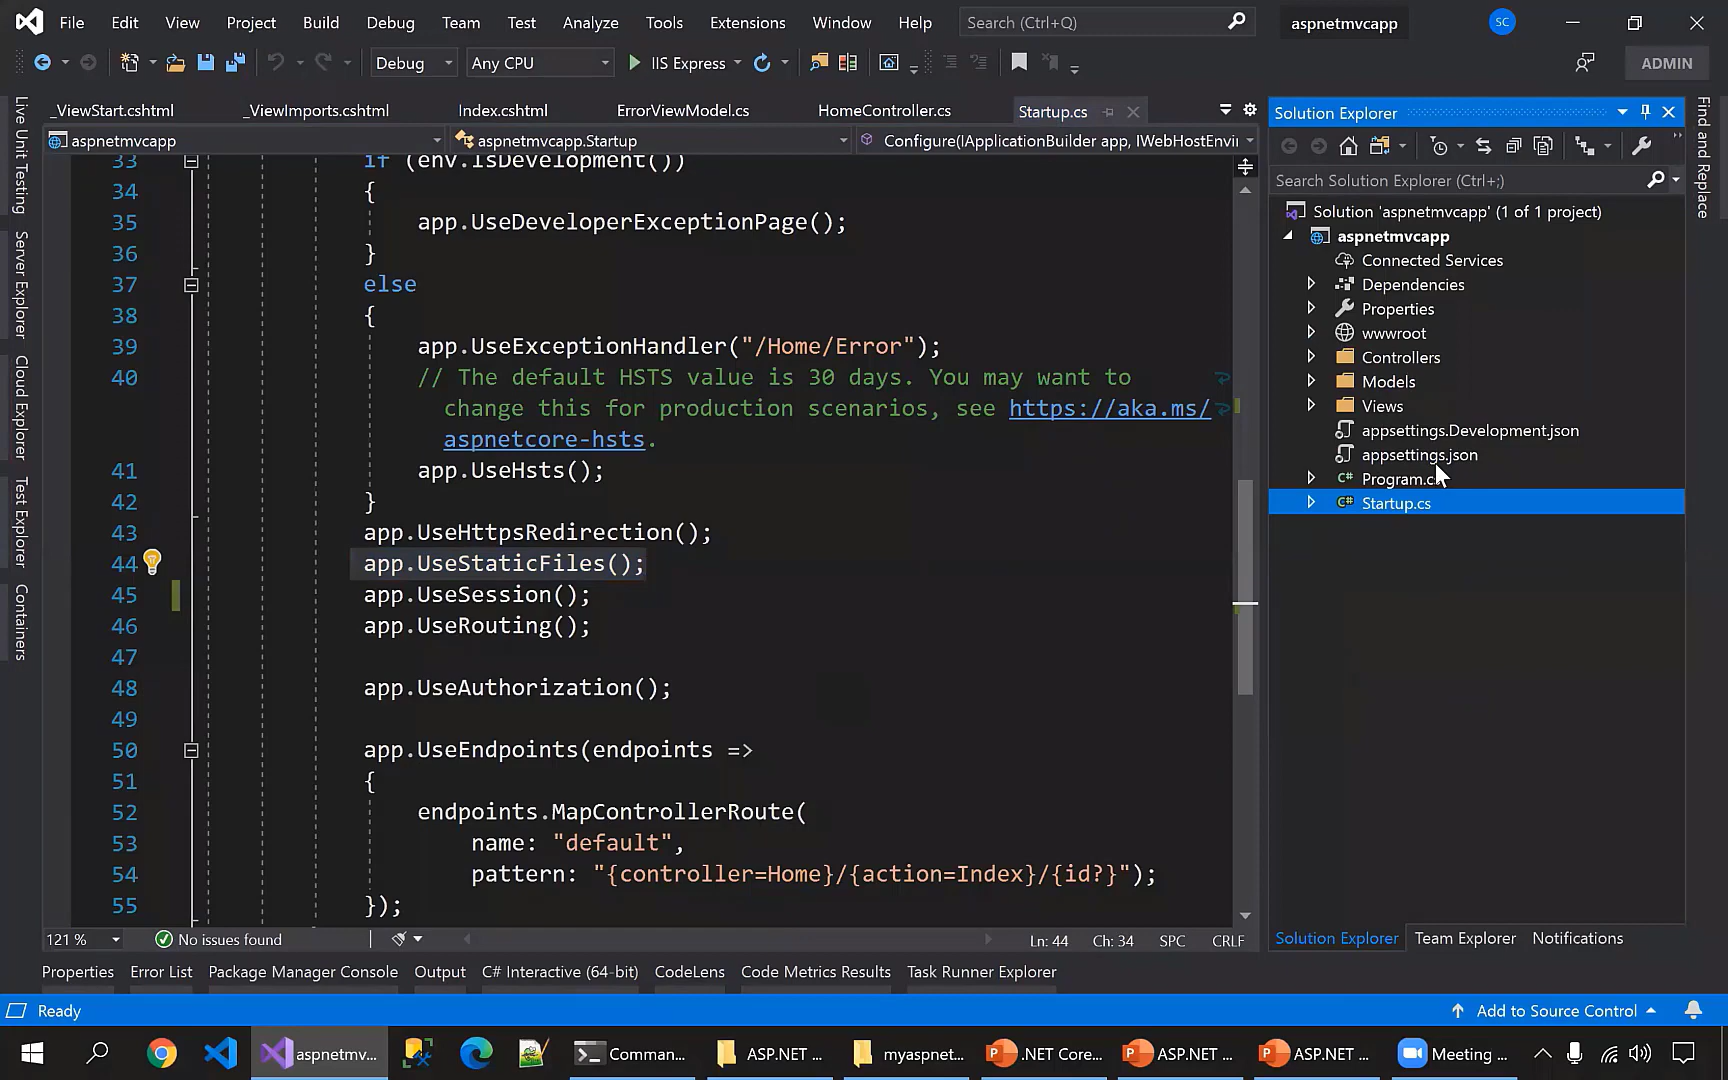 File Edit View Project Build Debug Team Test Analyze Tools Extensions Window Help Search (Ctrl+Q) aspnetmvcapp SC
Debug Any CPU IIS Express ADMIN
_ViewStart.cshtml _ViewImports.cshtml Index.cshtml ErrorViewModel.cs HomeController.cs Startup.cs
aspnetmvcapp aspnetmvcapp.Startup Configure(IApplicationBuilder app, IWebHostEnvir
33 if (env.IsDevelopment())
34 {
35 app.UseDeveloperExceptionPage();
36 }
37 else
38 {
39 app.UseExceptionHandler("/Home/Error");
40 // The default HSTS value is 30 days. You may want to
change this for production scenarios, see https://aka.ms/
aspnetcore-hsts.
41 app.UseHsts();
42 }
43 app.UseHttpsRedirection();
44 app.UseStaticFiles();
45 app.UseSession();
46 app.UseRouting();
47
48 app.UseAuthorization();
49
50 app.UseEndpoints(endpoints =>
51 {
52 endpoints.MapControllerRoute(
53 name: "default",
54 pattern: "{controller=Home}/{action=Index}/{id?}");
55 });
121 % No issues found Ln: 44 Ch: 34 SPC CRLF
Live Unit Testing
Server Explorer
Cloud Explorer
Test Explorer
Containers
Solution Explorer
Search Solution Explorer (Ctrl+;)
Solution 'aspnetmvcapp' (1 of 1 project)
aspnetmvcapp
Connected Services
Dependencies
Properties
wwwroot
Controllers
Models
Views
appsettings.Development.json
appsettings.json
Program.c
Startup.cs
Solution Explorer Team Explorer Notifications
Find and Replace
Properties Error List Package Manager Console Output C# Interactive (64-bit) CodeLens Code Metrics Results Task Runner Explorer
Ready Add to Source Control
aspnetmv... Comman... ASP.NET ... myaspnet... .NET Core... ASP.NET ... ASP.NET ... Meeting ...